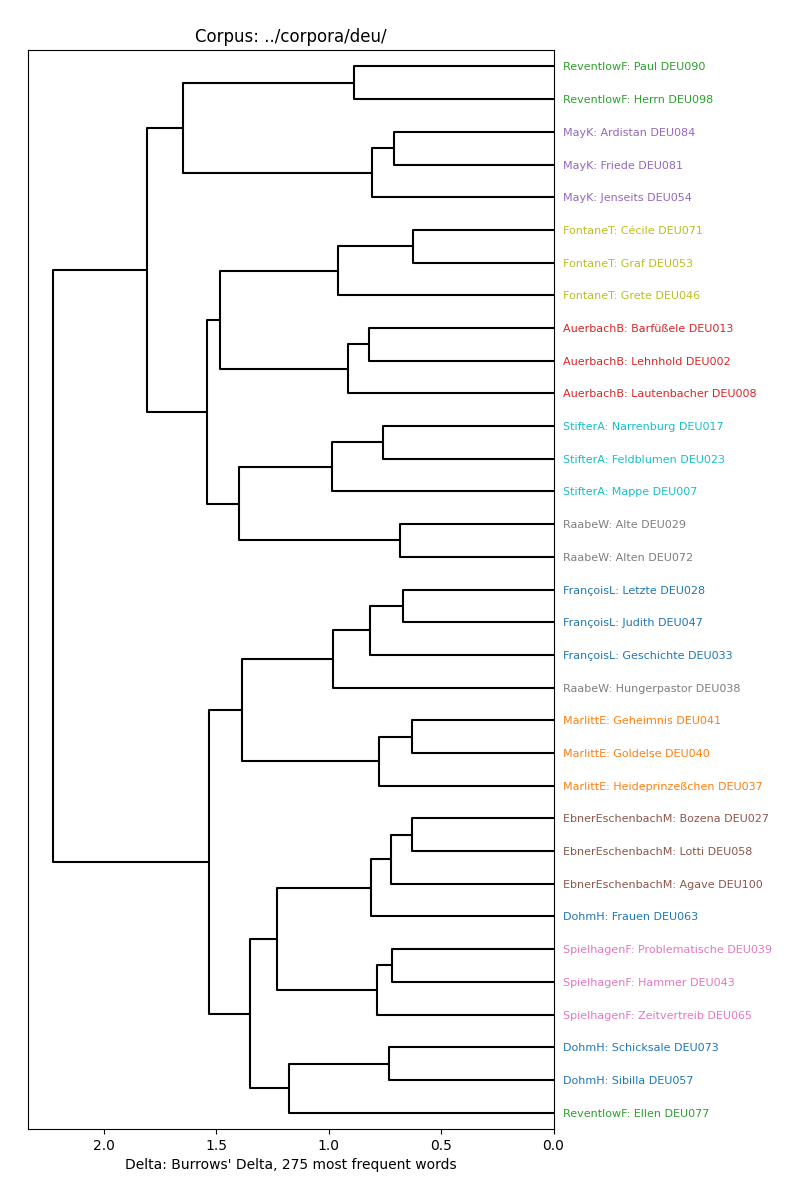 Corpus: ../corpora/deu/
ReventlowF: Paul DEU090
ReventlowF: Herrn DEU098
MayK: Ardistan DEU084
MayK: Friede DEU081
MayK: Jenseits DEU054
FontaneT: Cécile DEU071
FontaneT: Graf DEU053
FontaneT: Grete DEU046
AuerbachB: Barfüßele DEU013
AuerbachB: Lehnhold DEU002
AuerbachB: Lautenbacher DEU008
StifterA: Narrenburg DEU017
StifterA: Feldblumen DEU023
StifterA: Mappe DEU007
RaabeW: Alte DEU029
RaabeW: Alten DEU072
FrançoisL: Letzte DEU028
FrançoisL: Judith DEU047
FrançoisL: Geschichte DEU033
RaabeW: Hungerpastor DEU038
MarlittE: Geheimnis DEU041
MarlittE: Goldelse DEU040
MarlittE: Heideprinzeßchen DEU037
EbnerEschenbachM: Bozena DEU027
EbnerEschenbachM: Lotti DEU058
EbnerEschenbachM: Agave DEU100
DohmH: Frauen DEU063
SpielhagenF: Problematische DEU039
SpielhagenF: Hammer DEU043
SpielhagenF: Zeitvertreib DEU065
DohmH: Schicksale DEU073
DohmH: Sibilla DEU057
ReventlowF: Ellen DEU077
2.0 1.5 1.0 0.5 0.0
Delta: Burrows' Delta, 275 most frequent words